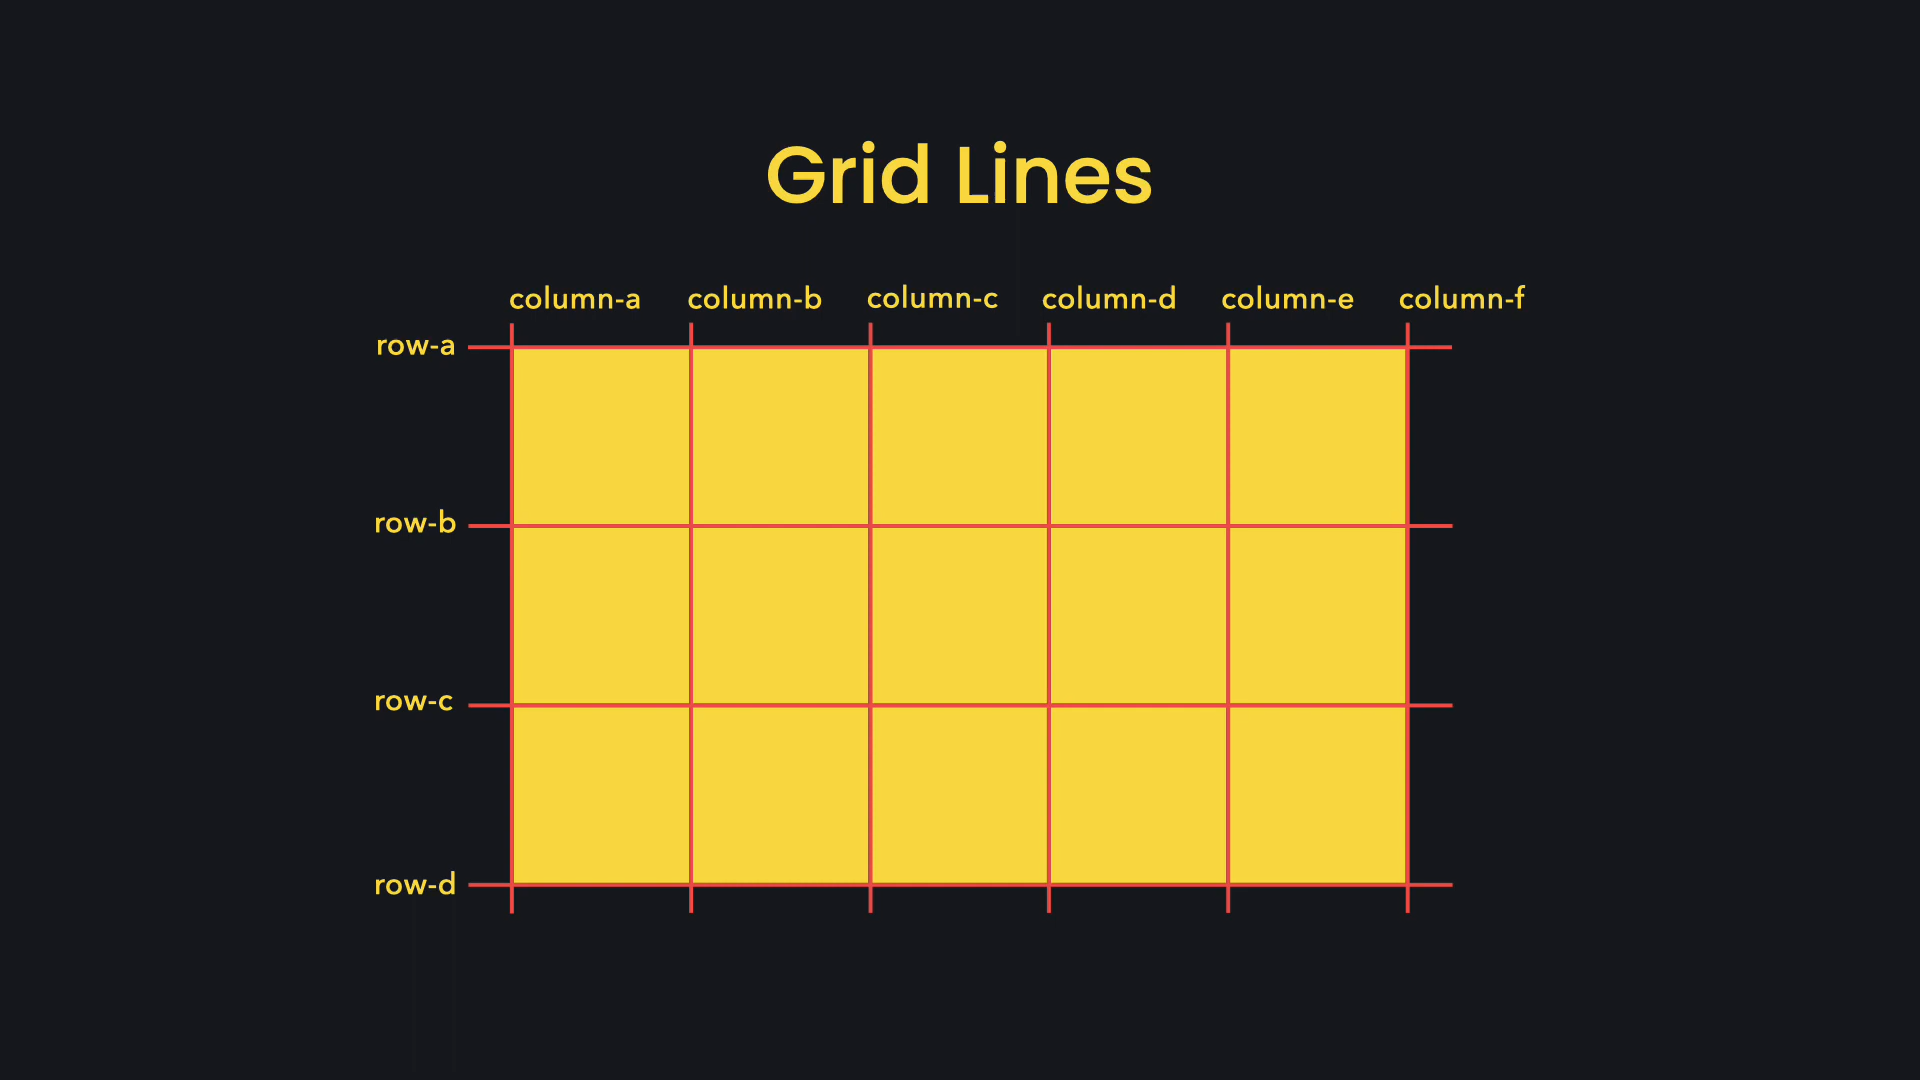 Grid Lines
column-a column-b column-c column-d column-e column-f
row-a
row-b
row-c
row-d